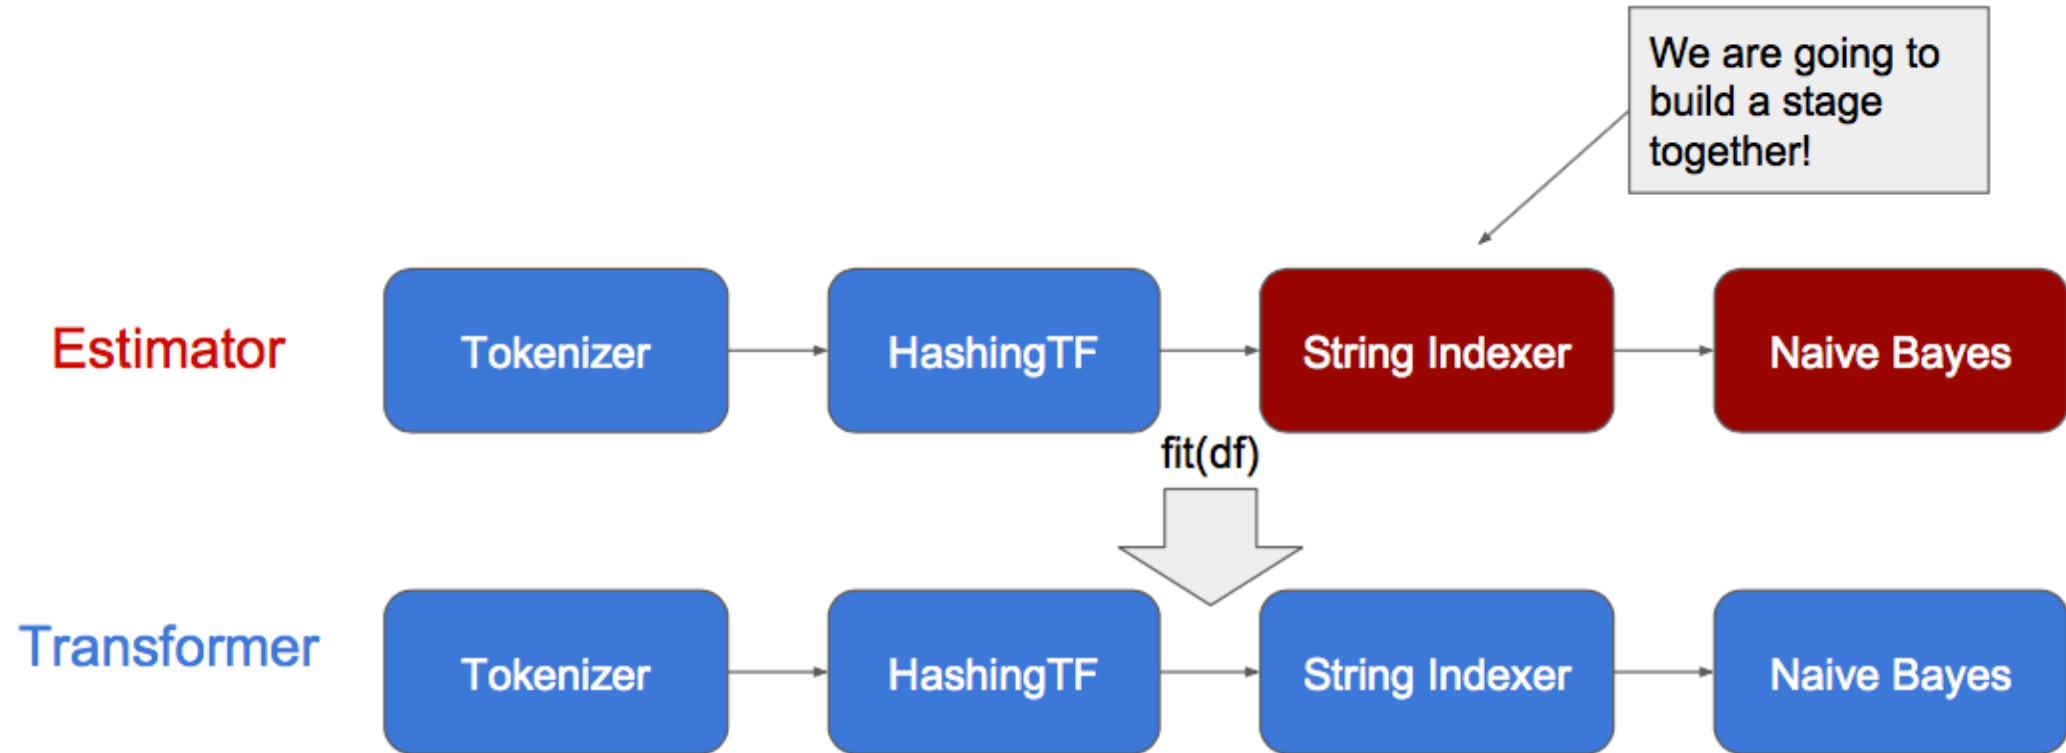 We are going to
build a stage
together!
Estimator
Tokenizer
HashingTF
String Indexer
Naive Bayes
fit(df)
Transformer
Tokenizer
HashingTF
String Indexer
Naive Bayes